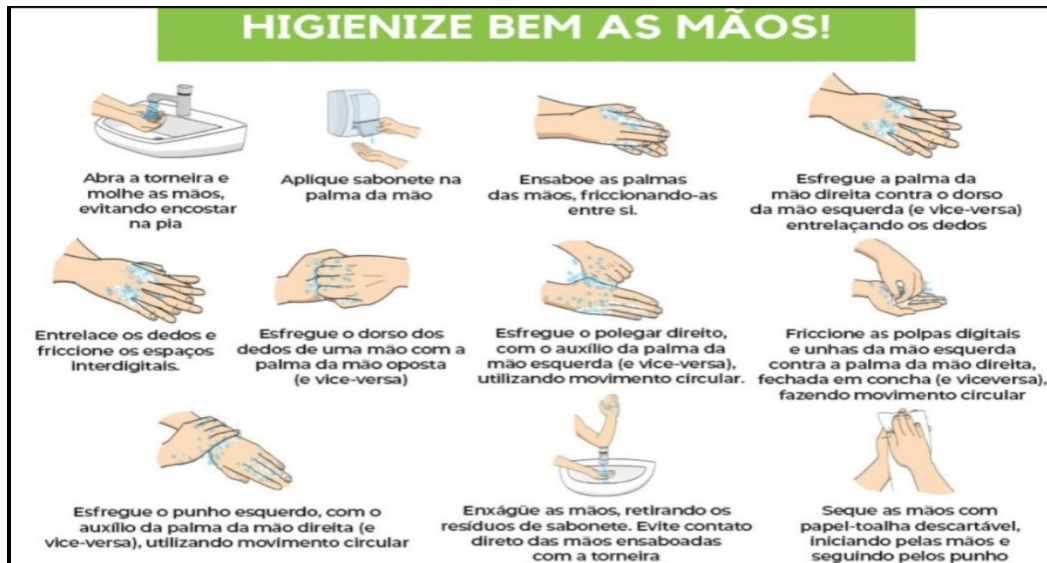 HIGIENIZE BEM AS MÃOS!
Abra a torneira e
molhe as mãos,
evitando encostar
na pia
Aplique sabonete na
palma da mão
Ensaboe as palmas
das mãos, friccionando-as
entre si.
Esfregue a palma da
mão direita contra o dorso
da mão esquerda (e vice-versa)
entrelaçando os dedos
Entrelace os dedos e
friccione os espaços
interdigitais.
Esfregue o dorso dos
dedos de uma mão com a
palma da mão oposta
(e vice-versa)
Esfregue o polegar direito,
com o auxílio da palma da
mão esquerda (e vice-versa),
utilizando movimento circular.
Friccione as polpas digitais
e unhas da mão esquerda
contra a palma da mão direita,
fechada em concha (e viceversa),
fazendo movimento circular
Esfregue o punho esquerdo, com o
auxílio da palma da mão direita (e
vice-versa), utilizando movimento circular
Enxágüe as mãos, retirando os
resíduos de sabonete. Evite contato
direto das mãos ensaboadas
com a torneira
Seque as mãos com
papel-toalha descartável,
iniciando pelas mãos e
seguindo pelos punho